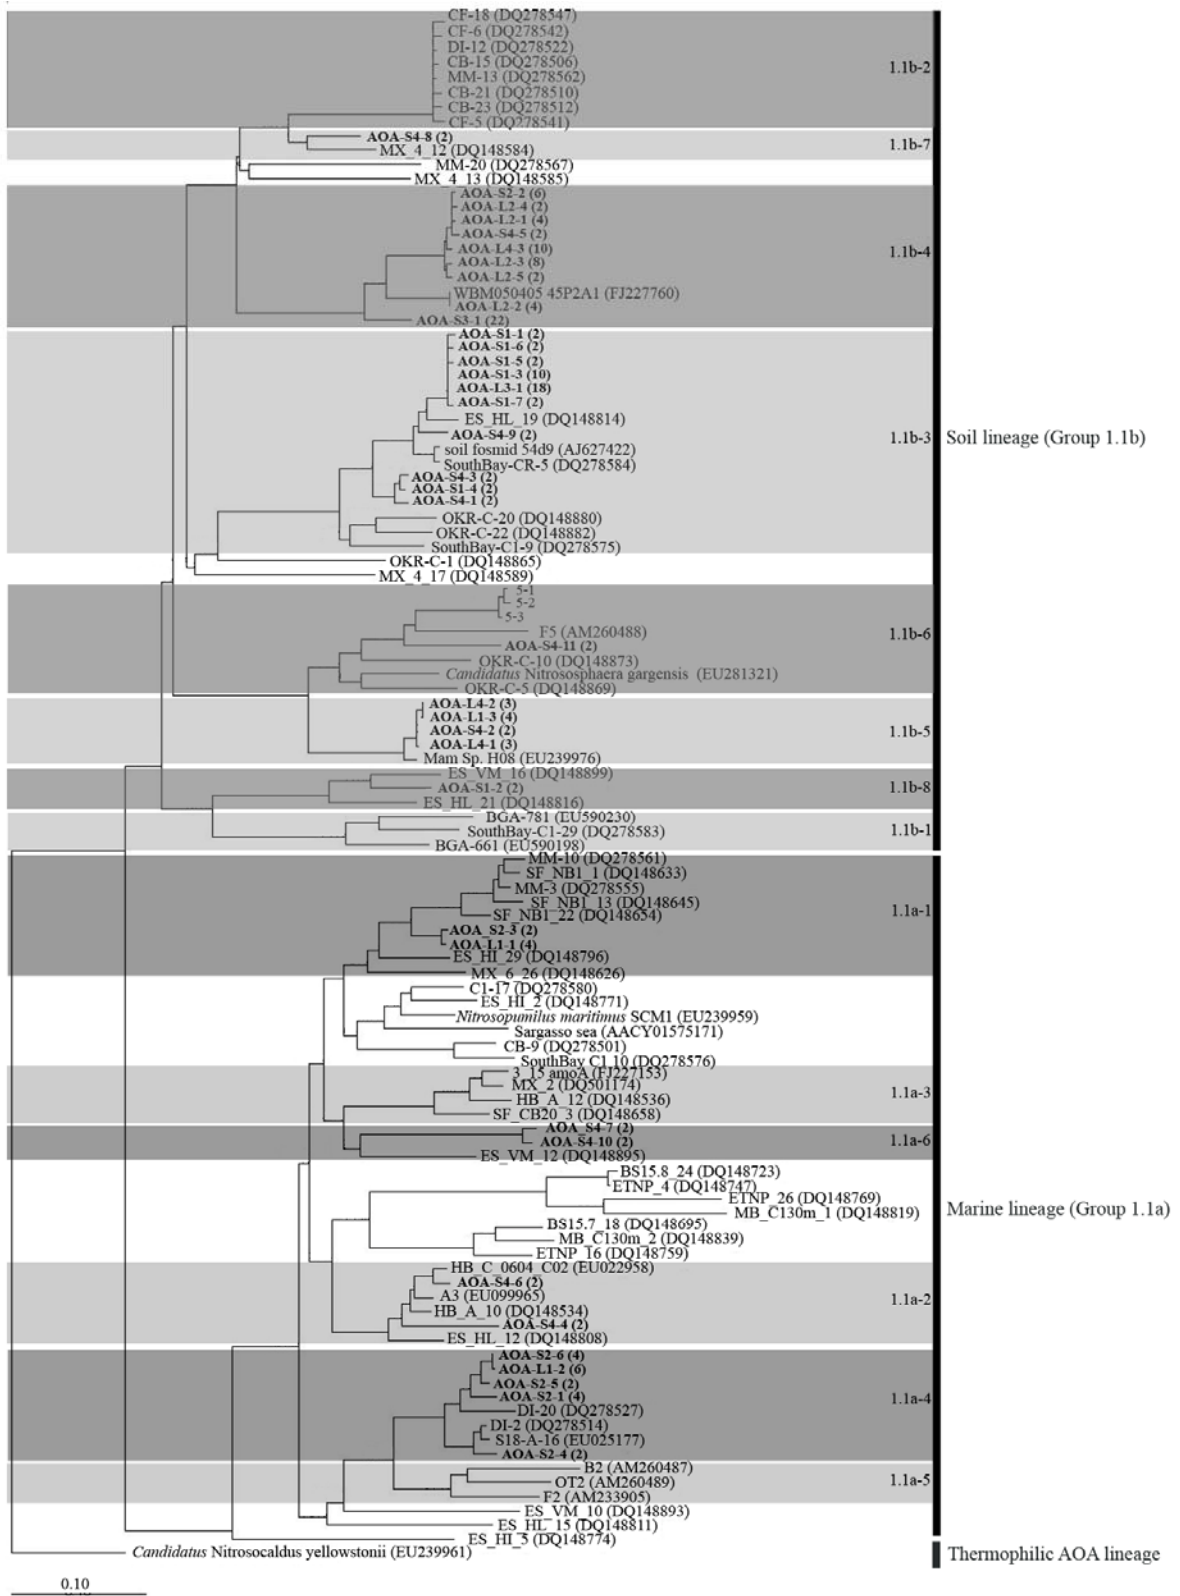 CF-18 (DQ278547)
CF-6 (DQ278542)
DI-12 (DQ278522)
CB-15 (DQ278506)
1.1b-2
MM-13 (DQ278562)
CB-21 (DQ278510)
CB-23 (DQ278512)
CF-5 (DQ278541)
AOA-S4-8 (2)
1.1b-7
MX_4_12 (DQ148584)
MM-20 (DQ278567)
MX_4_13 (DQ148585)
AOA-S2-2 (6)
AOA-L2-4 (2)
AOA-L2-1 (4)
AOA-S4-5 (2)
AOA-L4-3 (10)
1.1b-4
AOA-L2-3 (8)
AOA-L2-5 (2)
WBM050405 45P2A1 (FJ227760)
AOA-L2-2 (4)
AOA-S3-1 (22)
AOA-S1-1 (2)
AOA-S1-6 (2)
AOA-S1-5 (2)
AOA-S1-3 (10)
AOA-L3-1 (18)
AOA-S1-7 (2)
ES_HL_19 (DQ148814)
AOA-S4-9 (2)
1.1b-3
Soil lineage (Group 1.1b)
soil fosmid 54d9 (AJ627422)
SouthBay-CR-5 (DQ278584)
AOA-S4-3 (2)
AOA-S1-4 (2)
AOA-S4-1 (2)
OKR-C-20 (DQ148880)
OKR-C-22 (DQ148882)
SouthBay-C1-9 (DQ278575)
OKR-C-1 (DQ148865)
MX_4_17 (DQ148589)
5-1
5-2
5-3
F5 (AM260488)
1.1b-6
AOA-S4-11 (2)
OKR-C-10 (DQ148873)
Candidatus Nitrososphaera gargensis (EU281321)
OKR-C-5 (DQ148869)
AOA-L4-2 (3)
AOA-L1-3 (4)
AOA-S4-2 (2)
1.1b-5
AOA-L4-1 (3)
Mam Sp. H08 (EU239976)
ES_VM_16 (DQ148899)
AOA-S1-2 (2)
1.1b-8
ES_HL_21 (DQ148816)
BGA-781 (EU590230)
SouthBay-C1-29 (DQ278583)
1.1b-1
BGA-661 (EU590198)
MM-10 (DQ278561)
SF_NB1_1 (DQ148633)
MM-3 (DQ278555)
SF_NB1_13 (DQ148645)
1.1a-1
SF_NB1_22 (DQ148654)
AOA_S2-3 (2)
AOA-L1-1 (4)
ES_HI_29 (DQ148796)
MX_6_26 (DQ148626)
C1-17 (DQ278580)
ES_HI_2 (DQ148771)
Nitrosopumilus maritimus SCM1 (EU239959)
Sargasso sea (AACY01575171)
CB-9 (DQ278501)
SouthBay C1 10 (DQ278576)
3_15 amoA (FJ227153)
MX_2 (DQ501174)
1.1a-3
HB_A_12 (DQ148536)
SF_CB20_3 (DQ148658)
AOA_S4-7 (2)
AOA-S4-10 (2)
1.1a-6
ES_VM_12 (DQ148895)
BS15.8_24 (DQ148723)
ETNP_4 (DQ148747)
ETNP_26 (DQ148769)
MB_C130m_1 (DQ148819)
Marine lineage (Group 1.1a)
BS15.7_18 (DQ148695)
MB_C130m_2 (DQ148839)
ETNP_16 (DQ148759)
HB_C_0604_C02 (EU022958)
AOA-S4-6 (2)
A3 (EU099965)
1.1a-2
HB_A_10 (DQ148534)
AOA-S4-4 (2)
ES_HL_12 (DQ148808)
AOA-S2-6 (4)
AOA-L1-2 (6)
AOA-S2-5 (2)
AOA-S2-1 (4)
1.1a-4
DI-20 (DQ278527)
DI-2 (DQ278514)
S18-A-16 (EU025177)
AOA-S2-4 (2)
B2 (AM260487)
1.1a-5
OT2 (AM260489)
F2 (AM233905)
ES_VM_10 (DQ148893)
ES_HL_15 (DQ148811)
ES_HI_5 (DQ148774)
Candidatus Nitrosocaldus yellowstonii (EU239961)
Thermophilic AOA lineage
0.10